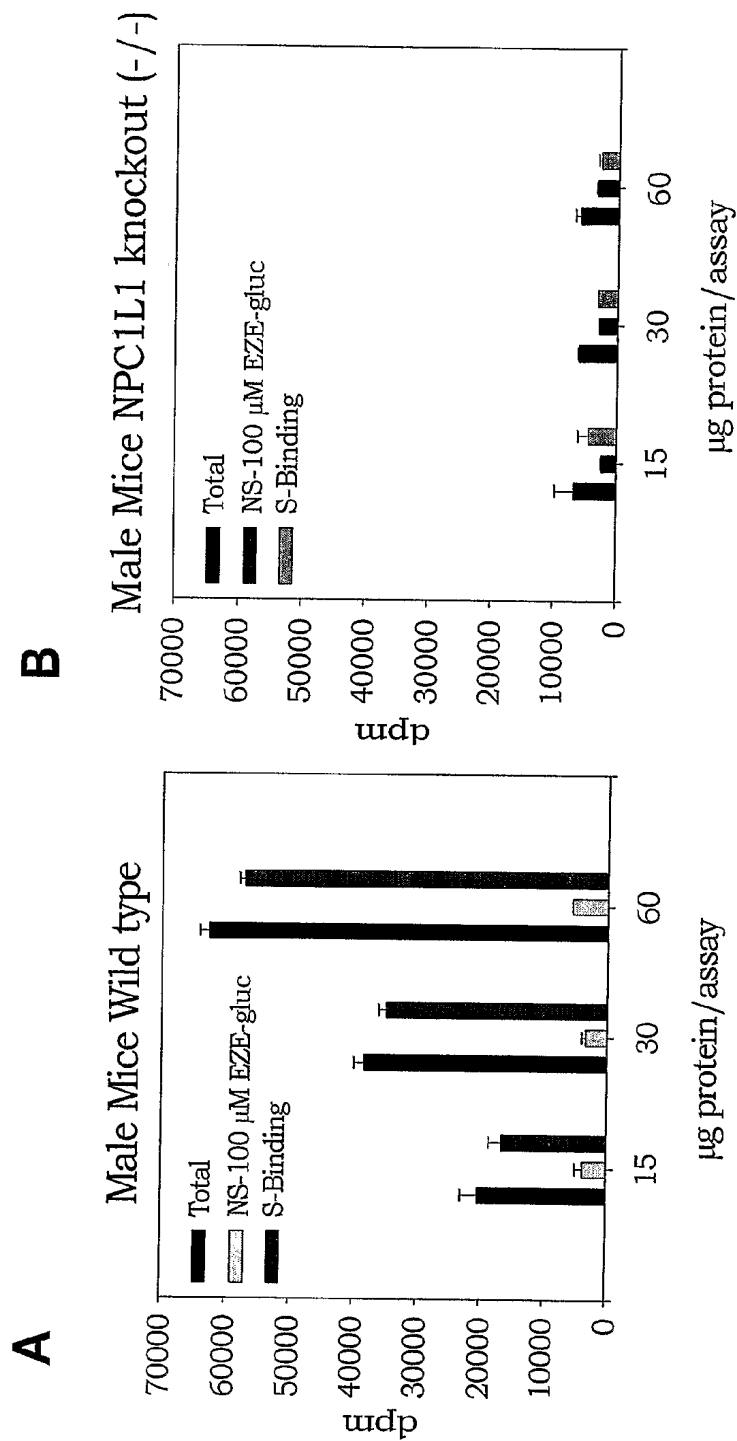 A
Male Mice Wild type
Total
NS-100 µM EZE-gluc
S-Binding
70000
60000
50000
40000
30000
20000
10000
0
dpm
15
30
60
µg protein/assay
B
Male Mice NPC1L1 knockout (-/-)
Total
NS-100 µM EZE-gluc
S-Binding
70000
60000
50000
40000
30000
20000
10000
0
dpm
15
30
60
µg protein/assay